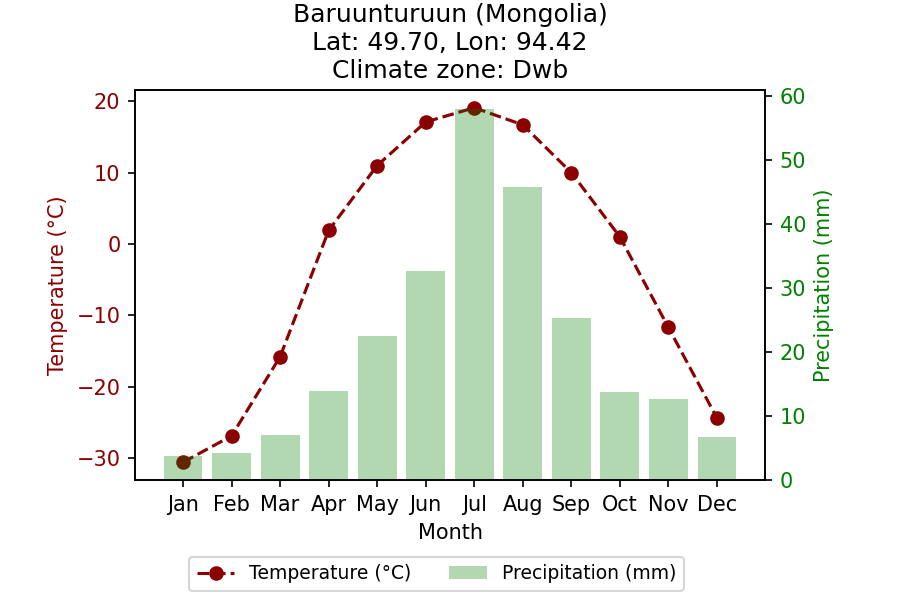 Baruunturuun (Mongolia)
Lat: 49.70, Lon: 94.42
Climate zone: Dwb
20
10
0
−10
−20
−30
Temperature (°C)
60
50
40
30
20
10
0
Precipitation (mm)
Jan Feb Mar Apr May Jun Jul Aug Sep Oct Nov Dec
Month
Temperature (°C) Precipitation (mm)